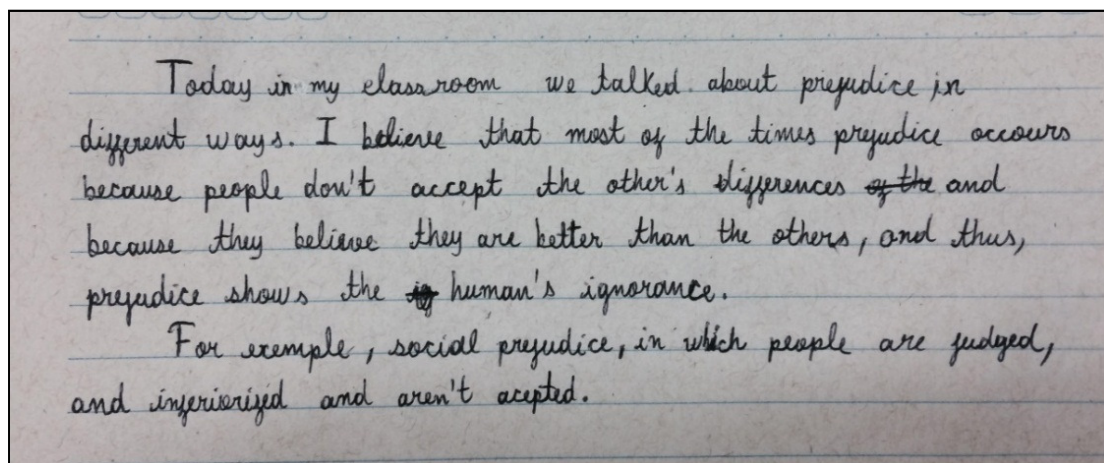 Today in my classroom we talked about prejudice in
different ways. I believe that most of the times prejudice occours
because people don't accept the other's differences of the and
because they believe they are better than the others, and thus,
prejudice shows the human's ignorance.
For exemple, social prejudice, in which people are judged,
and inferiorized and aren't acepted.